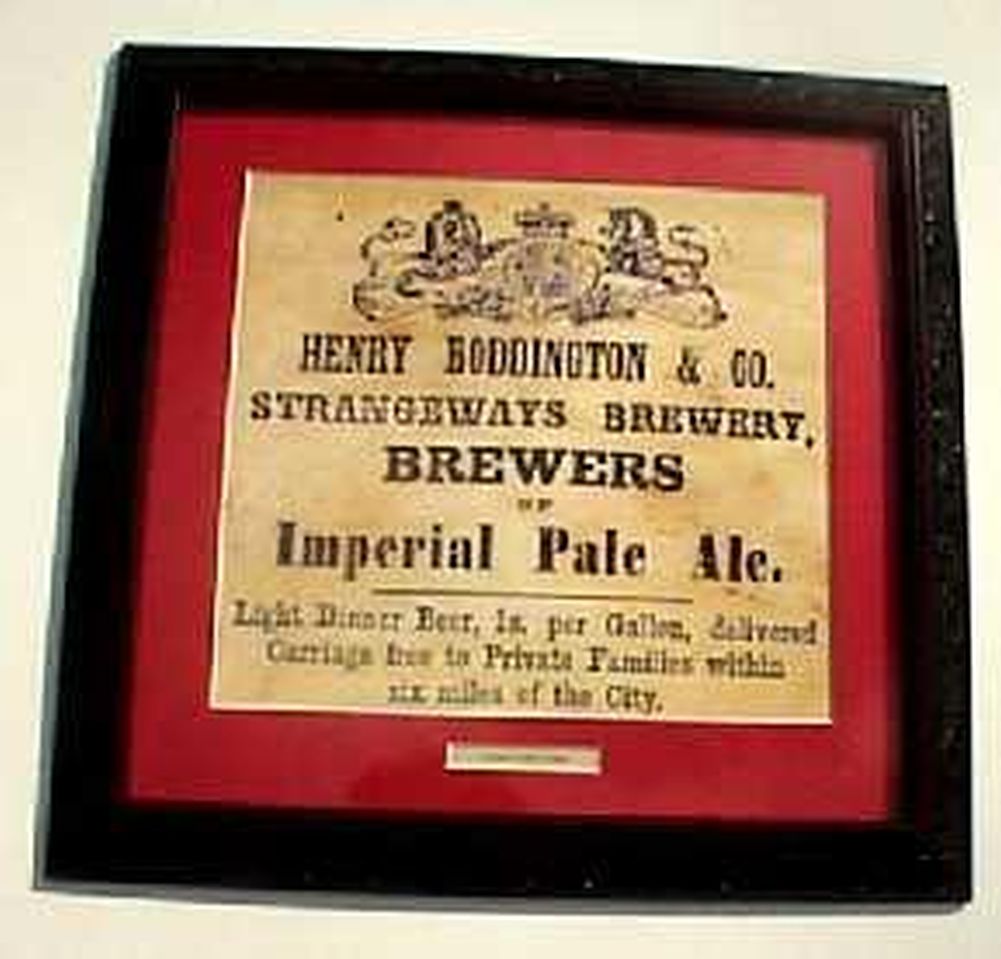 HENRY BODDINGTON & CO.
STRANGEWAYS BREWERY,
BREWERS
OF
Imperial Pale Ale.
Light Dinner Beer, 1s. per Gallon, delivered
Carriage free to Private Families within
six miles of the City.